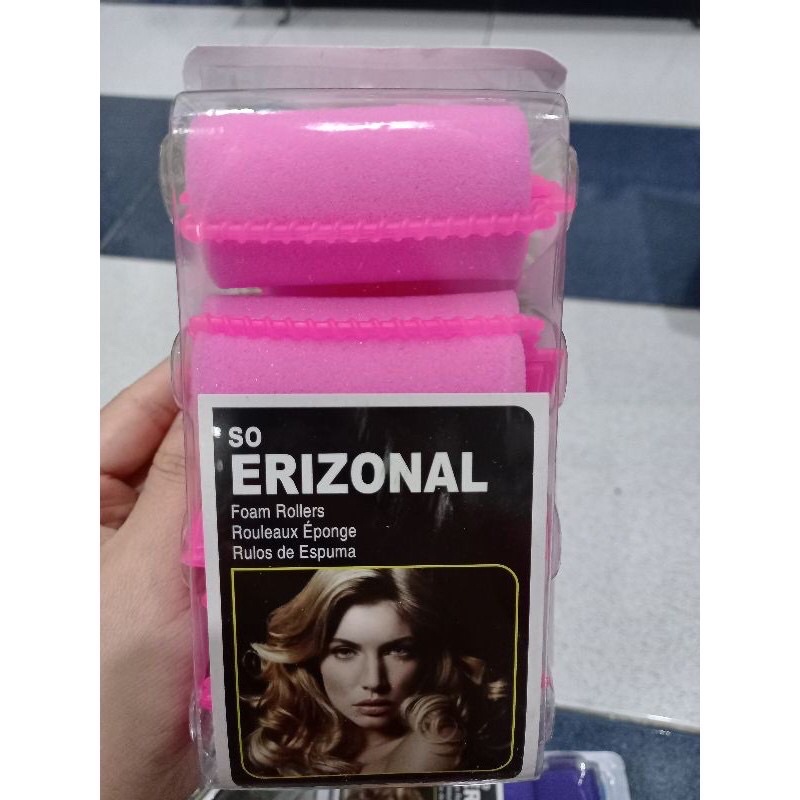 SO
ERIZONAL
Foam Rollers
Rouleaux Éponge
Rulos de Espuma